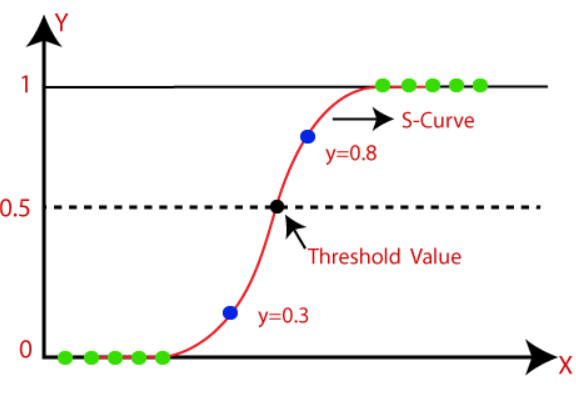 Y
1
S-Curve
y=0.8
0.5
Threshold Value
y=0.3
0
X